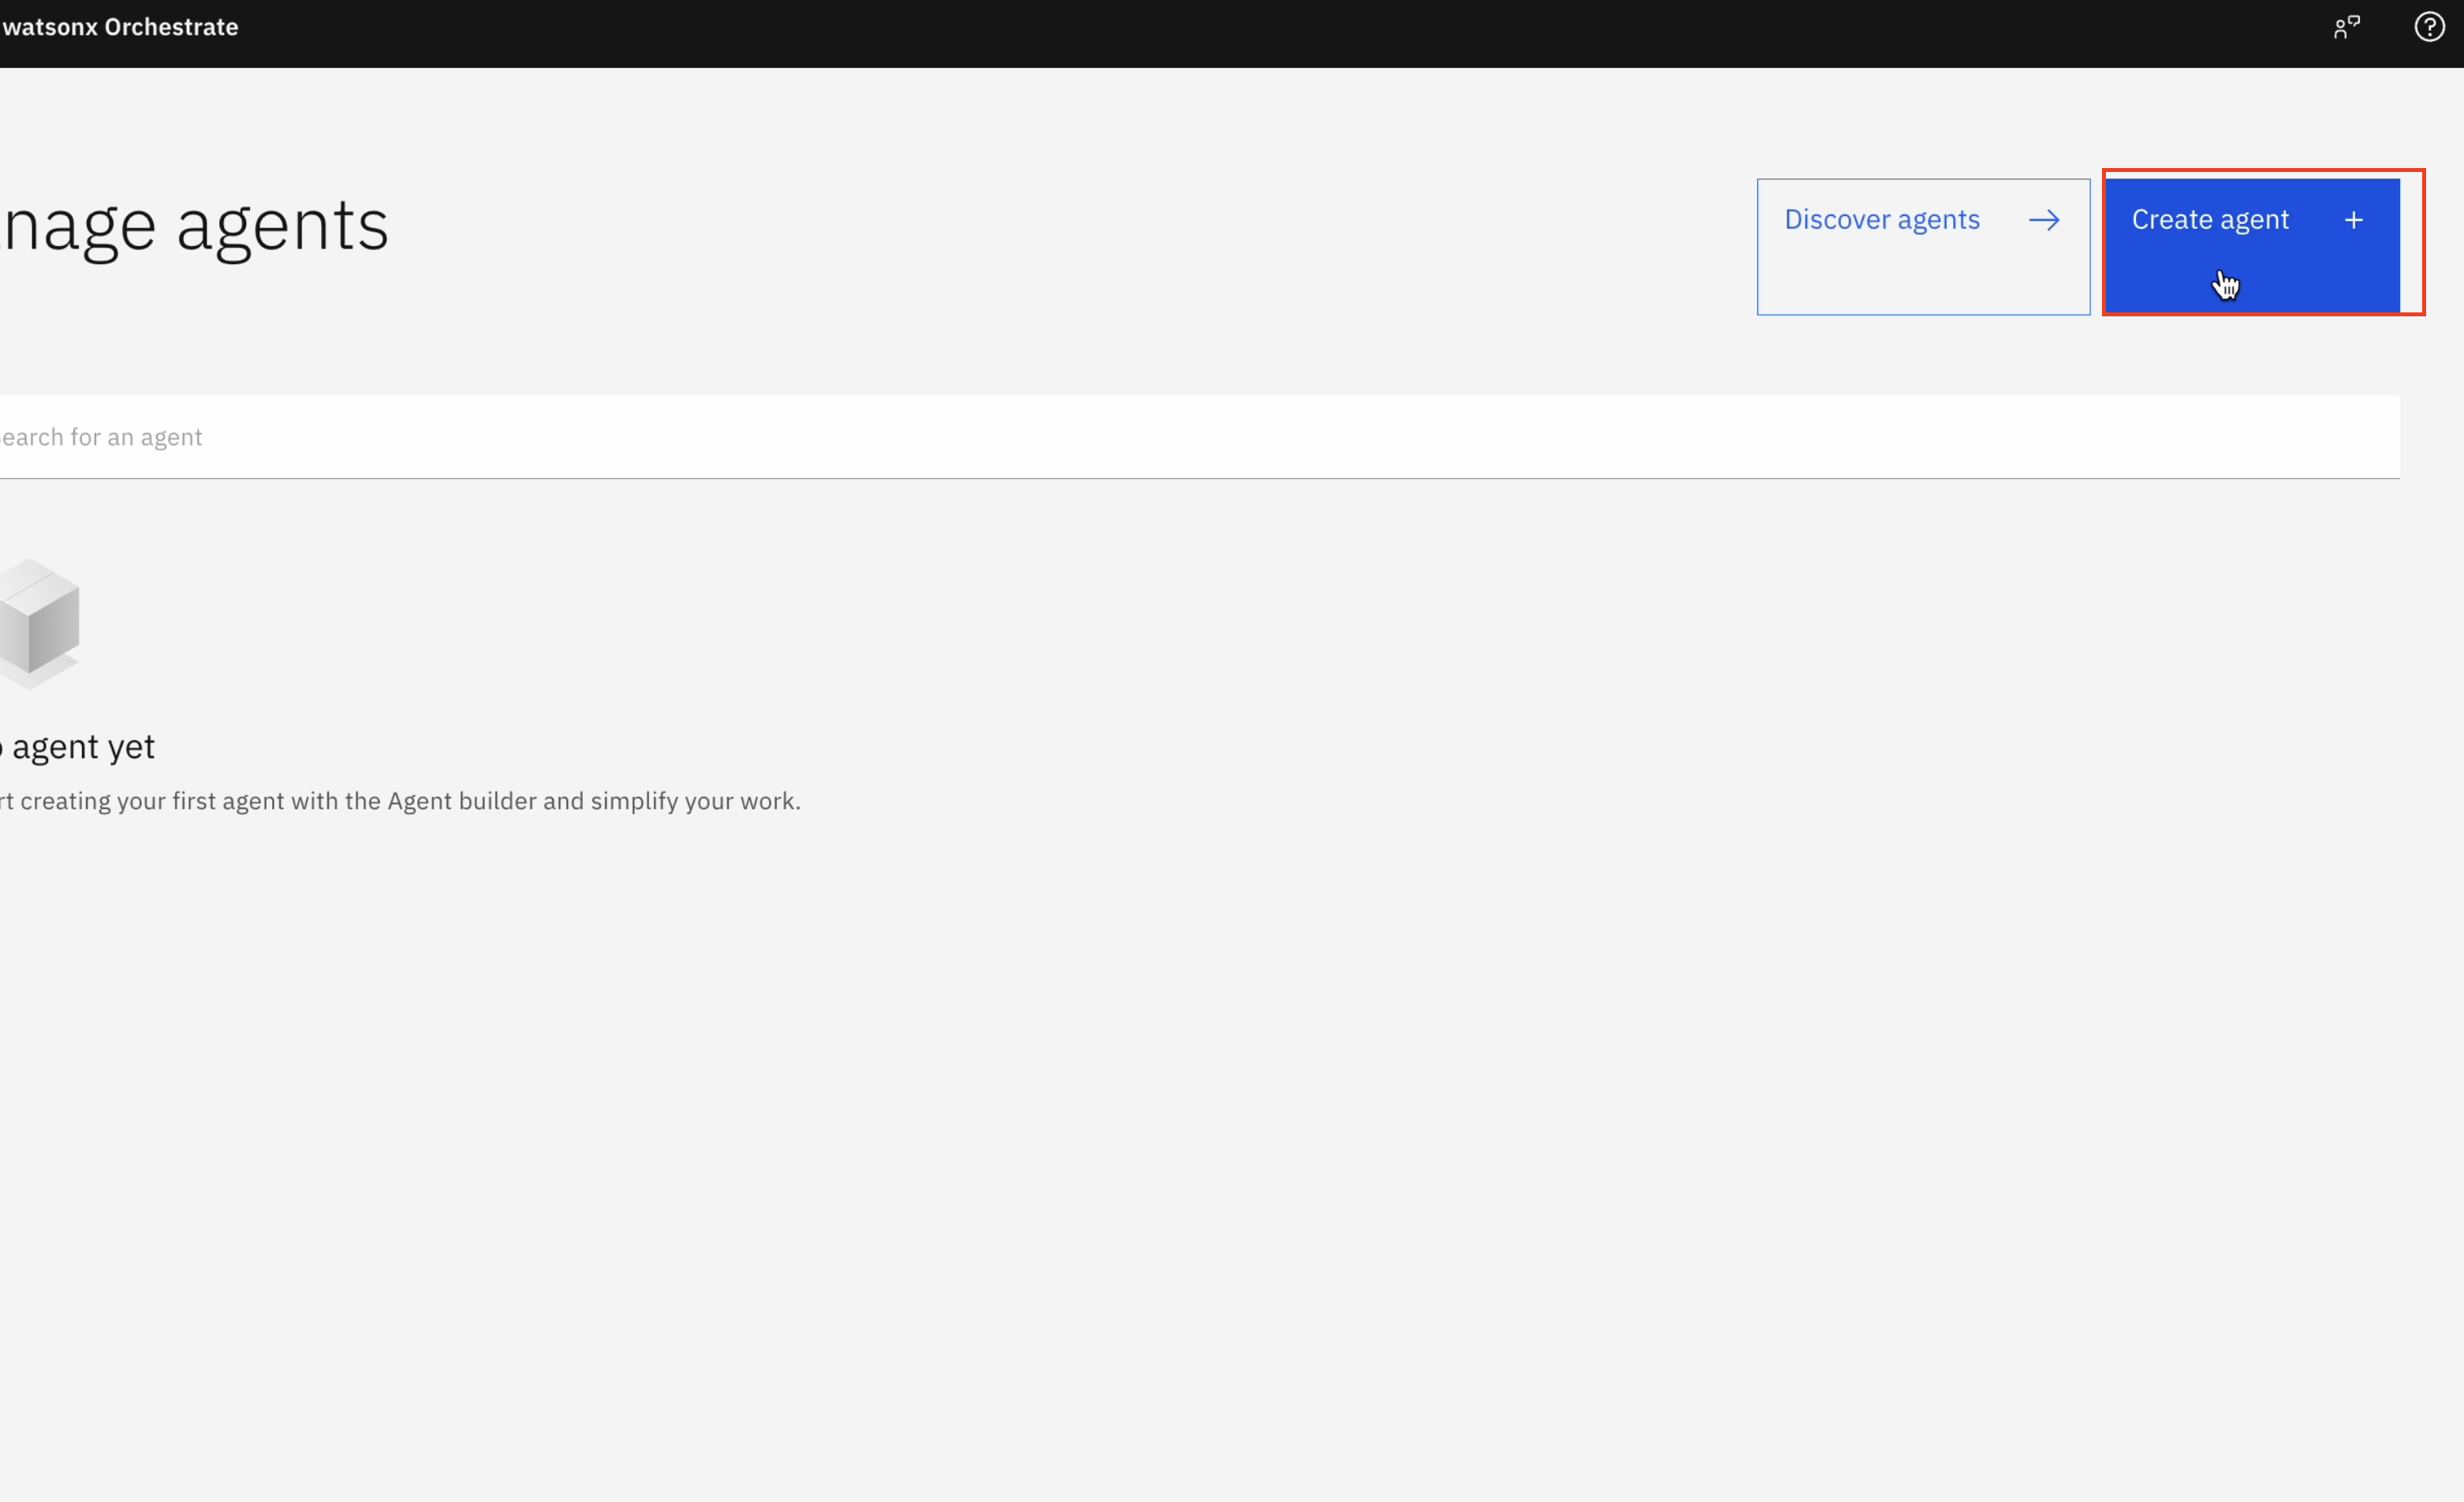 watsonx Orchestrate
nage agents
Discover agents
Create agent +
earch for an agent
agent yet
rt creating your first agent with the Agent builder and simplify your work.